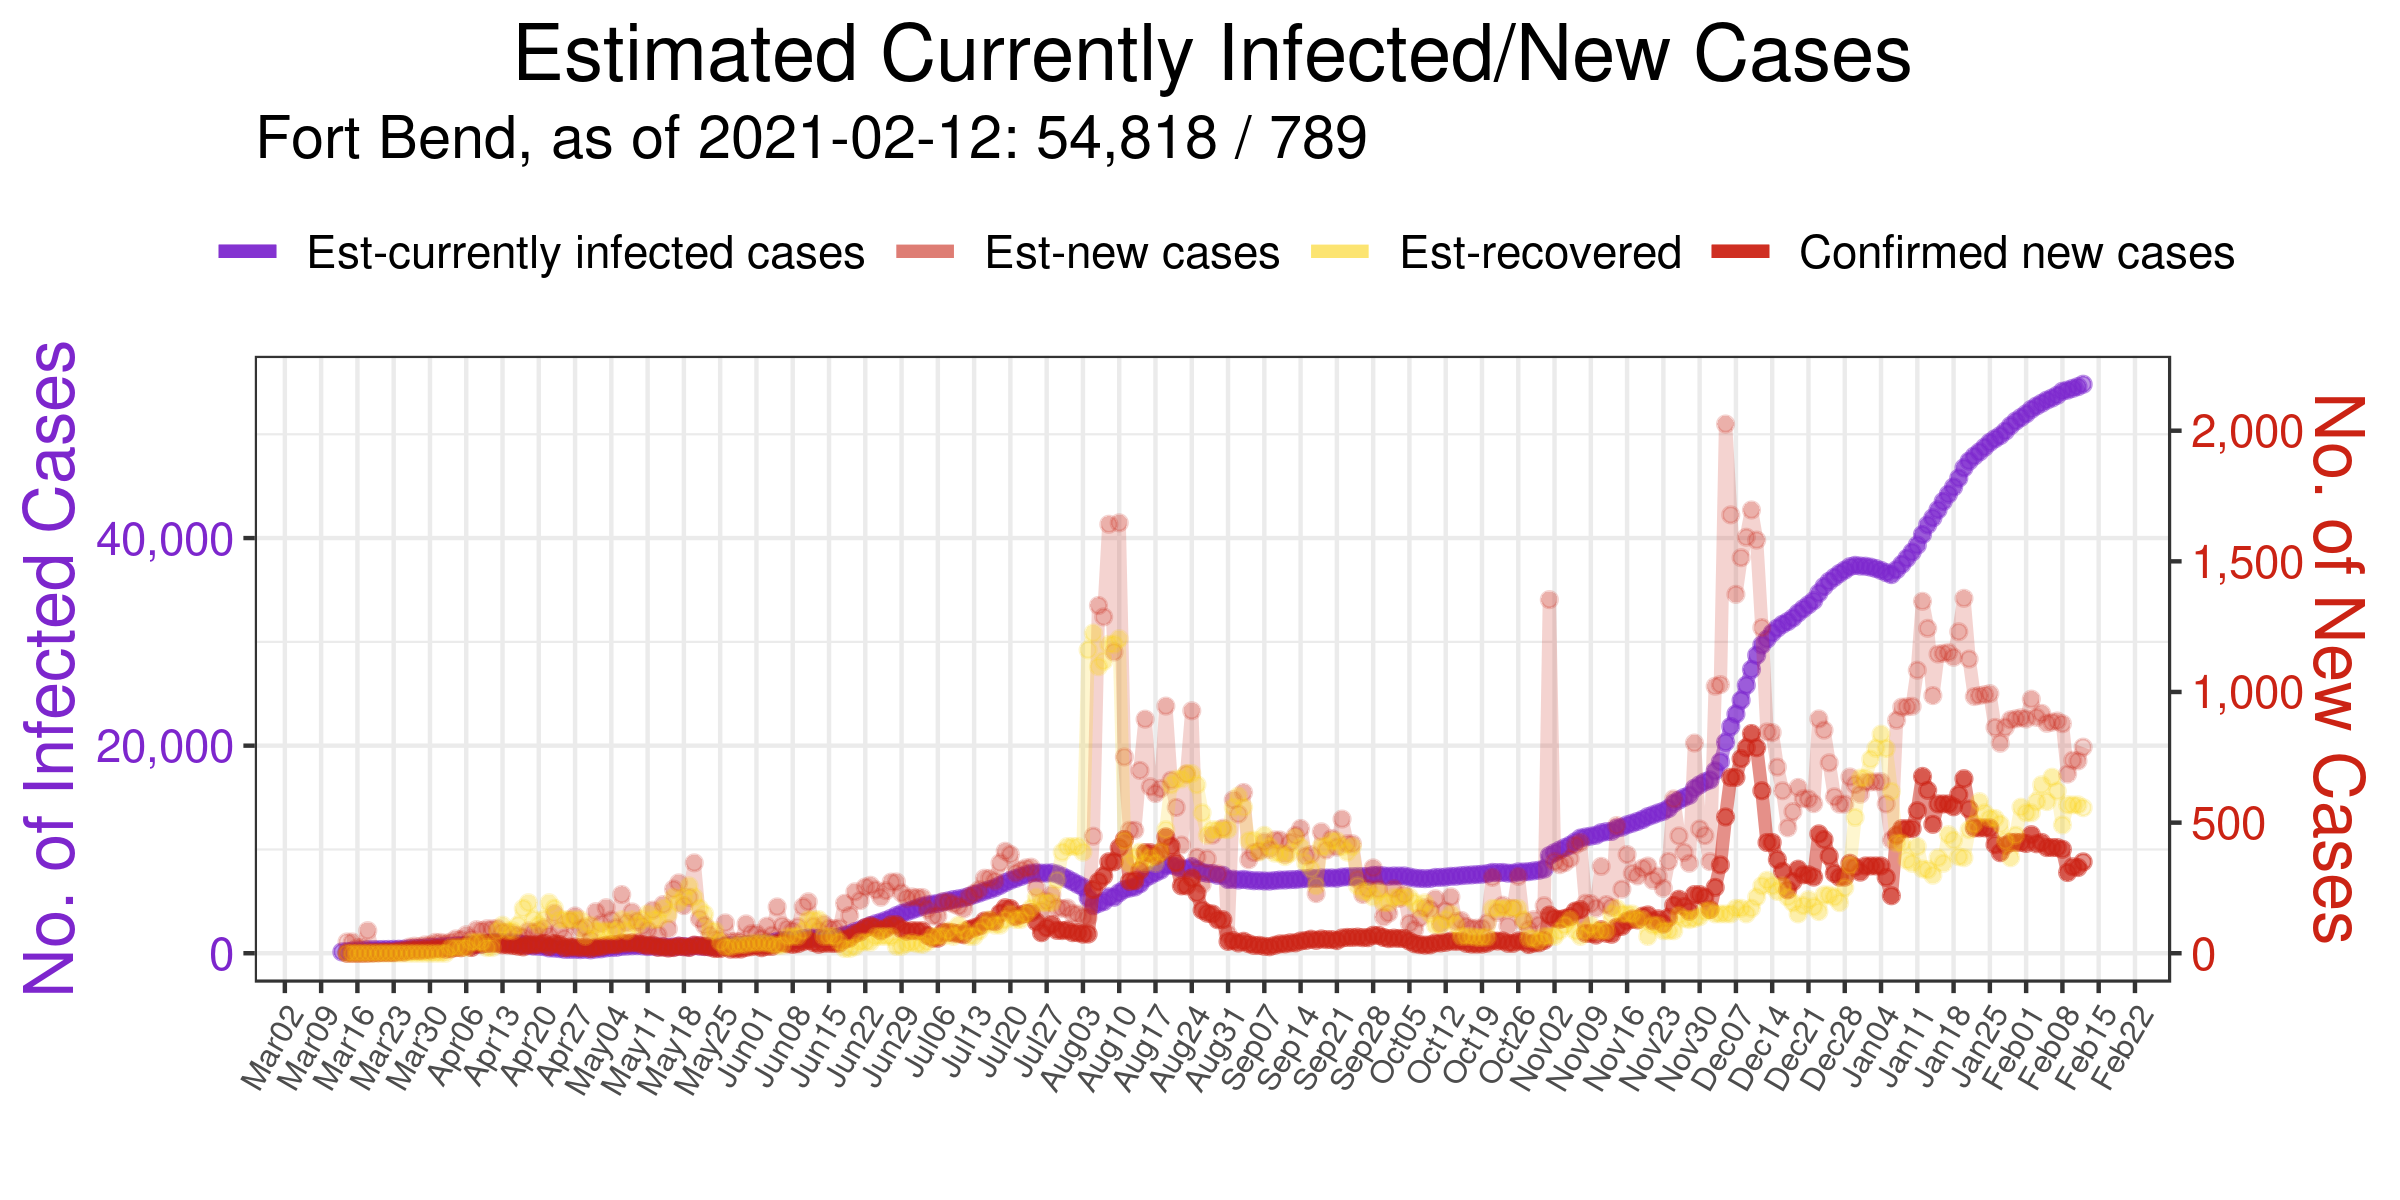 Estimated Currently Infected/New Cases
Fort Bend, as of 2021-02-12: 54,818 / 789
Est-currently infected cases Est-new cases Est-recovered Confirmed new cases
No. of Infected Cases
40,000
20,000
0
2,000
1,500
1,000
500
0
No. of New Cases
Mar02 Mar09 Mar16 Mar23 Mar30 Apr06 Apr13 Apr20 Apr27 May04 May11 May18 May25 Jun01 Jun08 Jun15 Jun22 Jun29 Jul06 Jul13 Jul20 Jul27 Aug03 Aug10 Aug17 Aug24 Aug31 Sep07 Sep14 Sep21 Sep28 Oct05 Oct12 Oct19 Oct26 Nov02 Nov09 Nov16 Nov23 Nov30 Dec07 Dec14 Dec21 Dec28 Jan04 Jan11 Jan18 Jan25 Feb01 Feb08 Feb15 Feb22